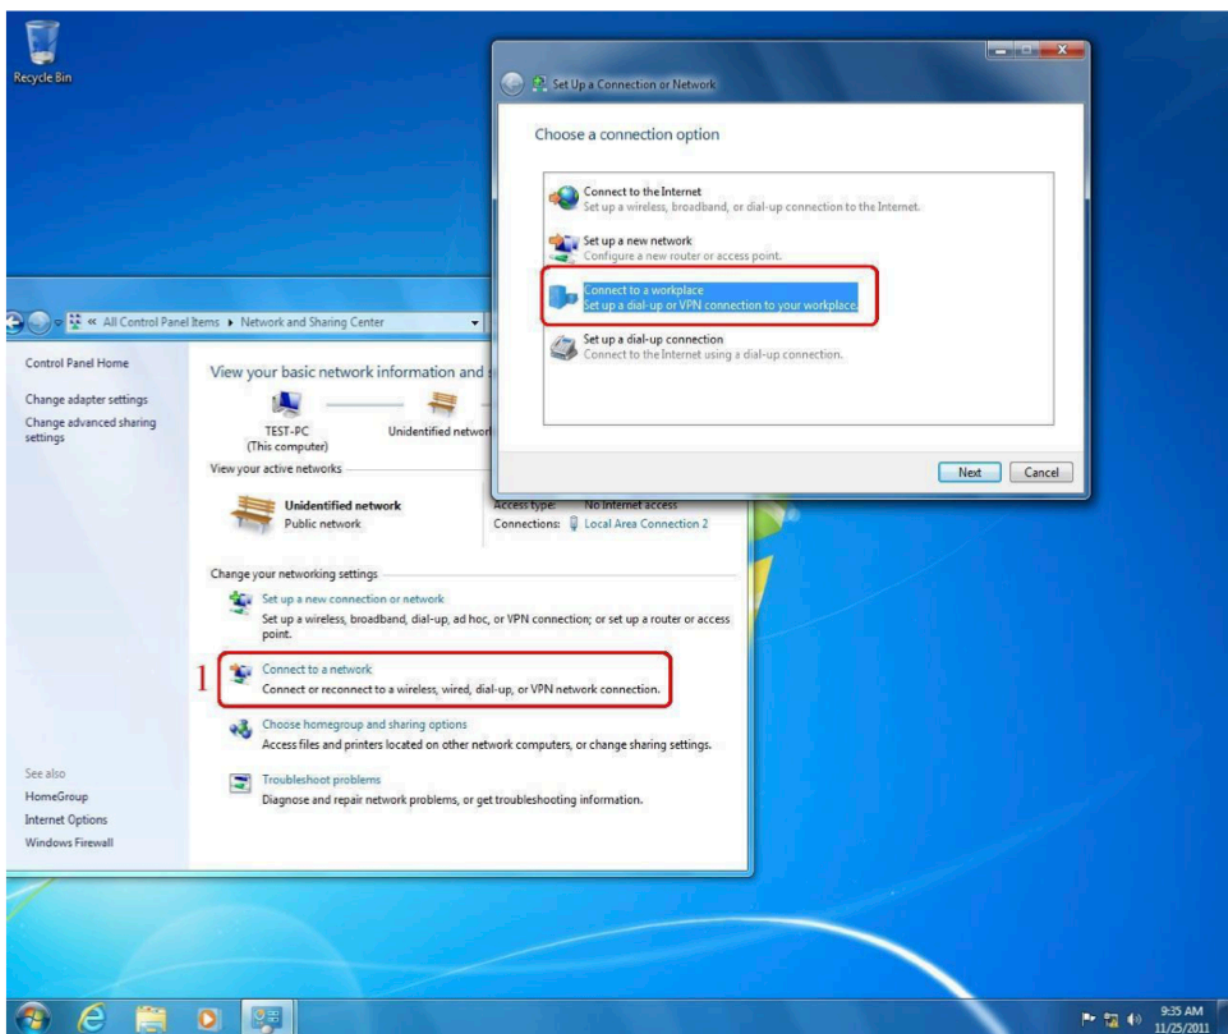 Recycle Bin
Set Up a Connection or Network
Choose a connection option
Connect to the Internet
Set up a wireless, broadband, or dial-up connection to the Internet.
Set up a new network
Configure a new router or access point.
Connect to a workplace
Set up a dial-up or VPN connection to your workplace.
Set up a dial-up connection
Connect to the Internet using a dial-up connection.
Next Cancel
« All Control Panel Items Network and Sharing Center
Control Panel Home
Change adapter settings
Change advanced sharing
settings
See also
HomeGroup
Internet Options
Windows Firewall
View your basic network information and
TEST-PC
(This computer)
Unidentified network
View your active networks
Unidentified network
Public network
Access type: No Internet access
Connections: Local Area Connection 2
Change your networking settings
Set up a new connection or network
Set up a wireless, broadband, dial-up, ad hoc, or VPN connection; or set up a router or access
point.
1
Connect to a network
Connect or reconnect to a wireless, wired, dial-up, or VPN network connection.
Choose homegroup and sharing options
Access files and printers located on other network computers, or change sharing settings.
Troubleshoot problems
Diagnose and repair network problems, or get troubleshooting information.
9:35 AM
11/25/2011